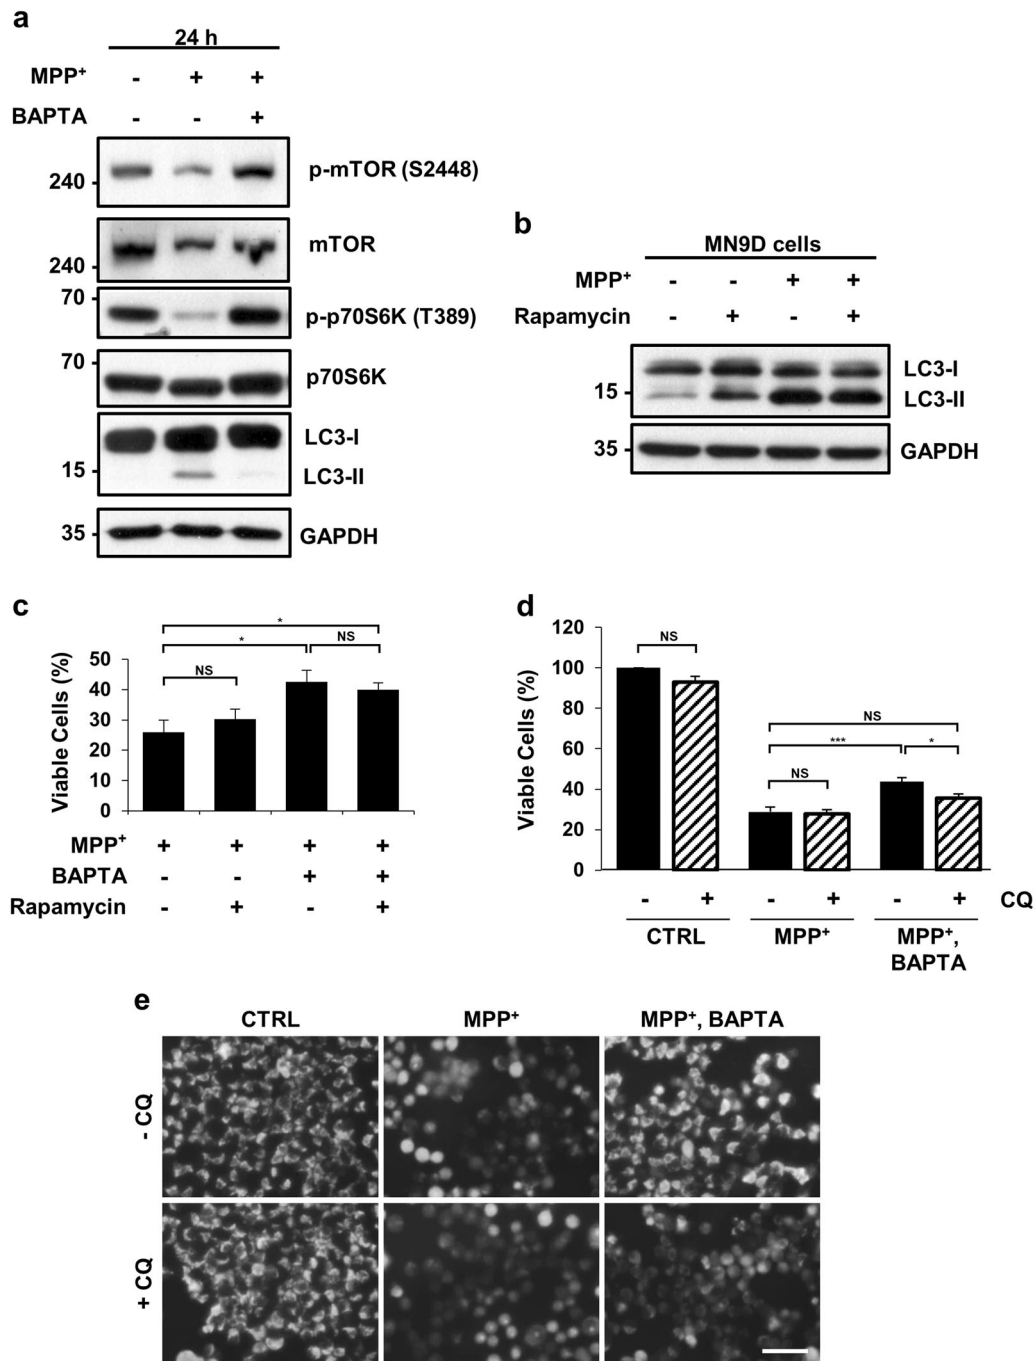 a
24 h
MPP⁺ - + +
BAPTA - - +
240 p-mTOR (S2448)
240 mTOR
70 p-p70S6K (T389)
70 p70S6K
LC3-I
15 LC3-II
35 GAPDH
b
MN9D cells
MPP⁺ - - + +
Rapamycin - + - +
LC3-I
15 LC3-II
35 GAPDH
c
*
* NS
NS
Viable Cells (%)
50
40
30
20
10
0
MPP⁺ + + + +
BAPTA - - + +
Rapamycin - + - +
d
Viable Cells (%)
120
100
80
60
40
20
0
NS
NS
*** *
NS
- + - + - + CQ
CTRL MPP⁺ MPP⁺,
BAPTA
e
CTRL MPP⁺ MPP⁺, BAPTA
- CQ
+ CQ